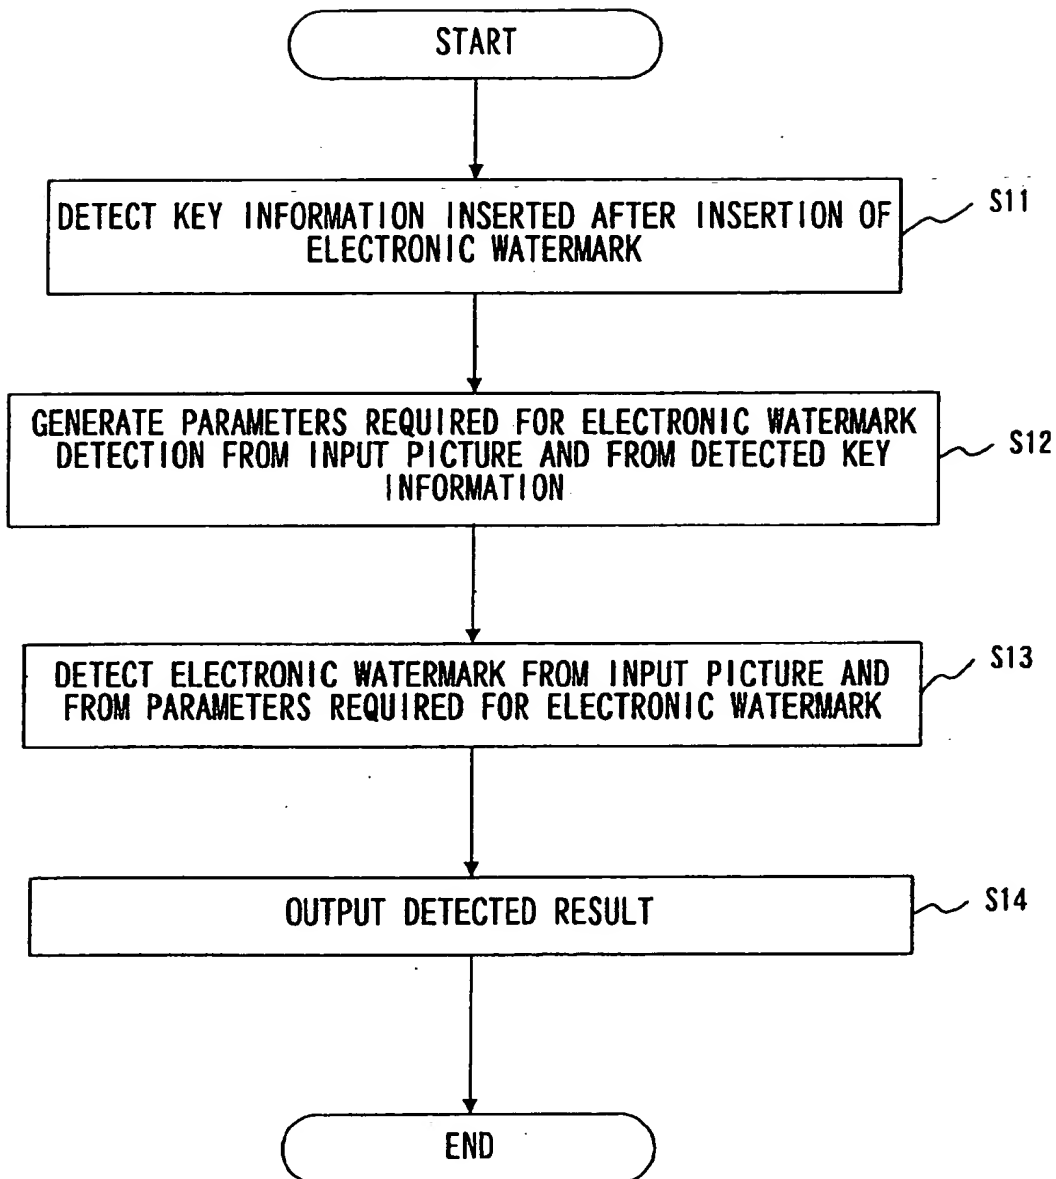 START
DETECT KEY INFORMATION INSERTED AFTER INSERTION OF
ELECTRONIC WATERMARK
S11
GENERATE PARAMETERS REQUIRED FOR ELECTRONIC WATERMARK
DETECTION FROM INPUT PICTURE AND FROM DETECTED KEY
INFORMATION
S12
DETECT ELECTRONIC WATERMARK FROM INPUT PICTURE AND
FROM PARAMETERS REQUIRED FOR ELECTRONIC WATERMARK
S13
OUTPUT DETECTED RESULT
S14
END